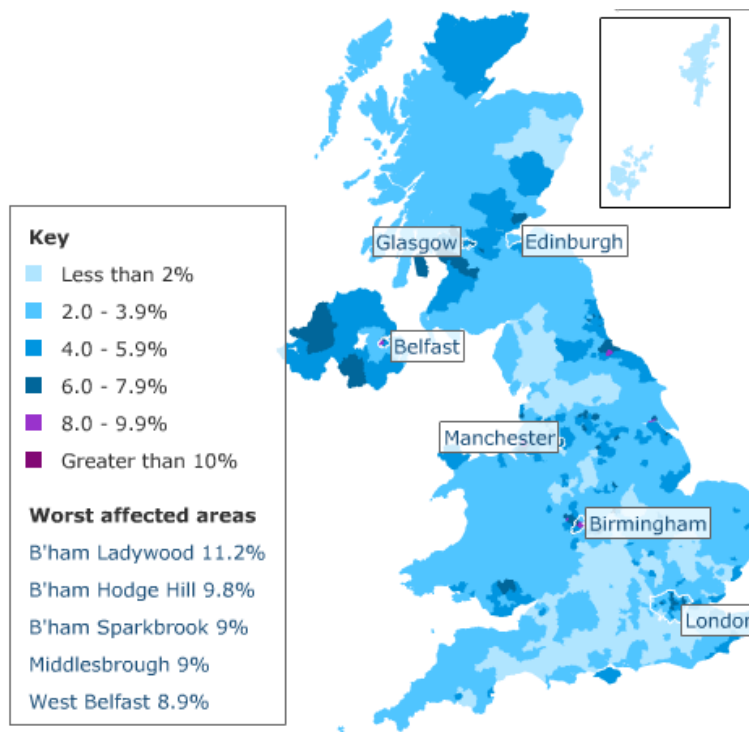 Glasgow
Edinburgh
Key
Less than 2%
2.0 - 3.9%
4.0 - 5.9%
6.0 - 7.9%
8.0 - 9.9%
Greater than 10%
Belfast
Manchester
Worst affected areas
B'ham Ladywood 11.2%
B'ham Hodge Hill 9.8%
B'ham Sparkbrook 9%
Middlesbrough 9%
West Belfast 8.9%
Birmingham
London